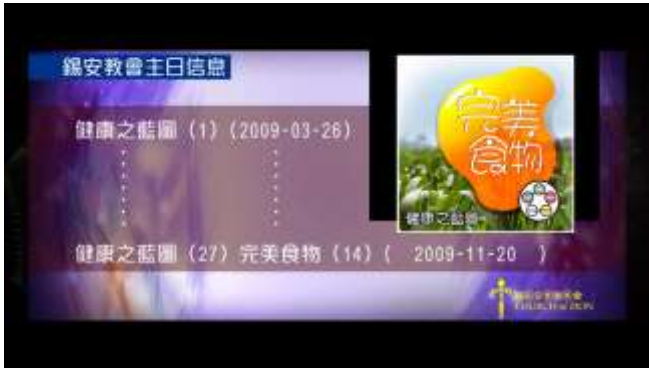 錫安教會主日信息
完美
食物
健康之藍圖
健康之藍圖（1）(2009-03-26)
健康之藍圖（27）完美食物（14）( 2009-11-20 )